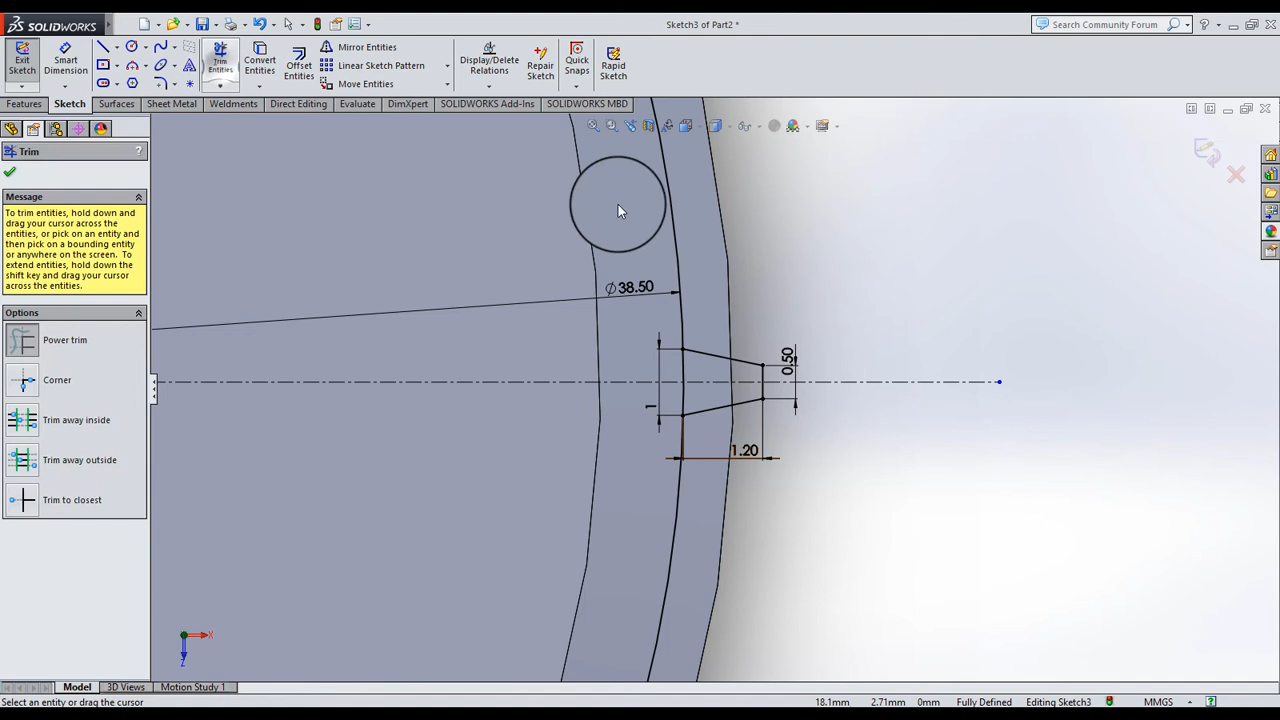 SOLIDWORKS
Sketch3 of Part2 *
Search Community Forum
Exit Sketch
Smart Dimension
Trim Entities
Convert Entities
Offset Entities
Mirror Entities
Linear Sketch Pattern
Move Entities
Display/Delete Relations
Repair Sketch
Quick Snaps
Rapid Sketch
Features Sketch Surfaces Sheet Metal Weldments Direct Editing Evaluate DimXpert SOLIDWORKS Add-Ins SOLIDWORKS MBD
Trim ?
Message
To trim entities, hold down and
drag your cursor across the
entities, or pick on an entity and
then pick on a bounding entity
or anywhere on the screen. To
extend entities, hold down the
shift key and drag your cursor
across the entities.
Options
Power trim
Corner
Trim away inside
Trim away outside
Trim to closest
∅38.50
0.50
1
1.20
X
Z
Model 3D Views Motion Study 1
Select an entity or drag the cursor 18.1mm 2.71mm 0mm Fully Defined Editing Sketch3 MMGS